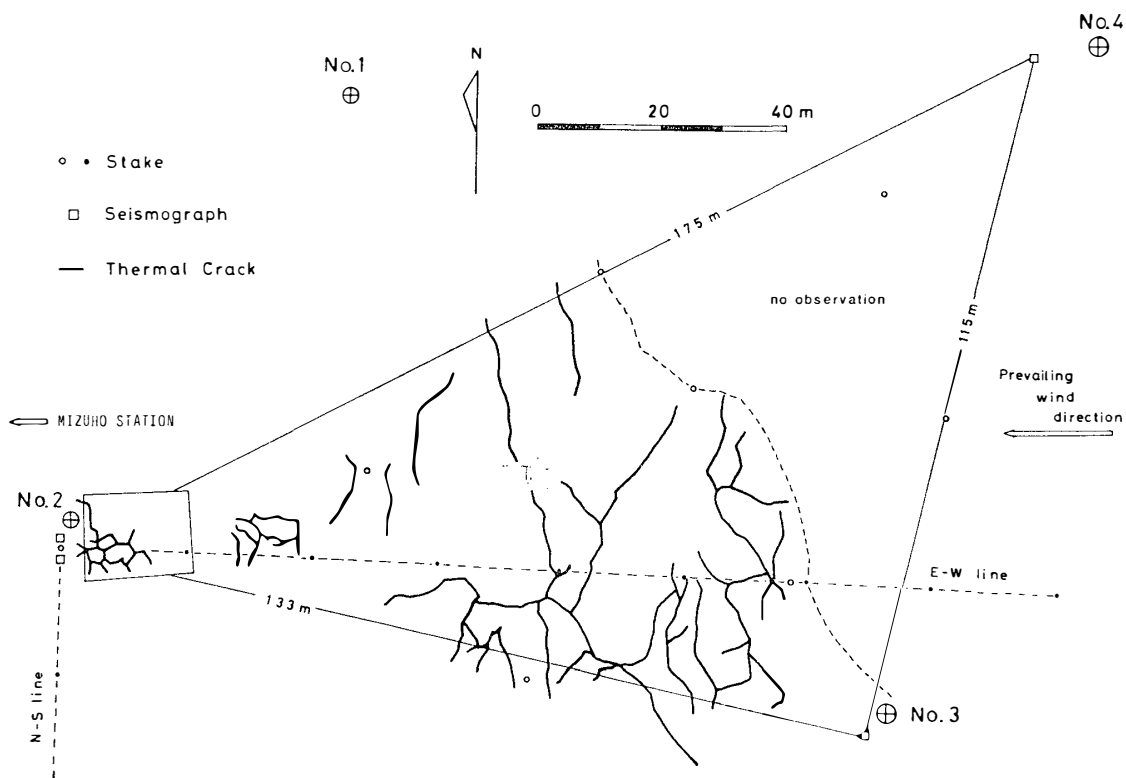 No.4
No.1
N
0 20 40 m
Stake
Seismograph
Thermal Crack
175 m
no observation
115 m
Prevailing
wind
direction
MIZUHO STATION
No.2
E-W line
133 m
N-S line
No.3